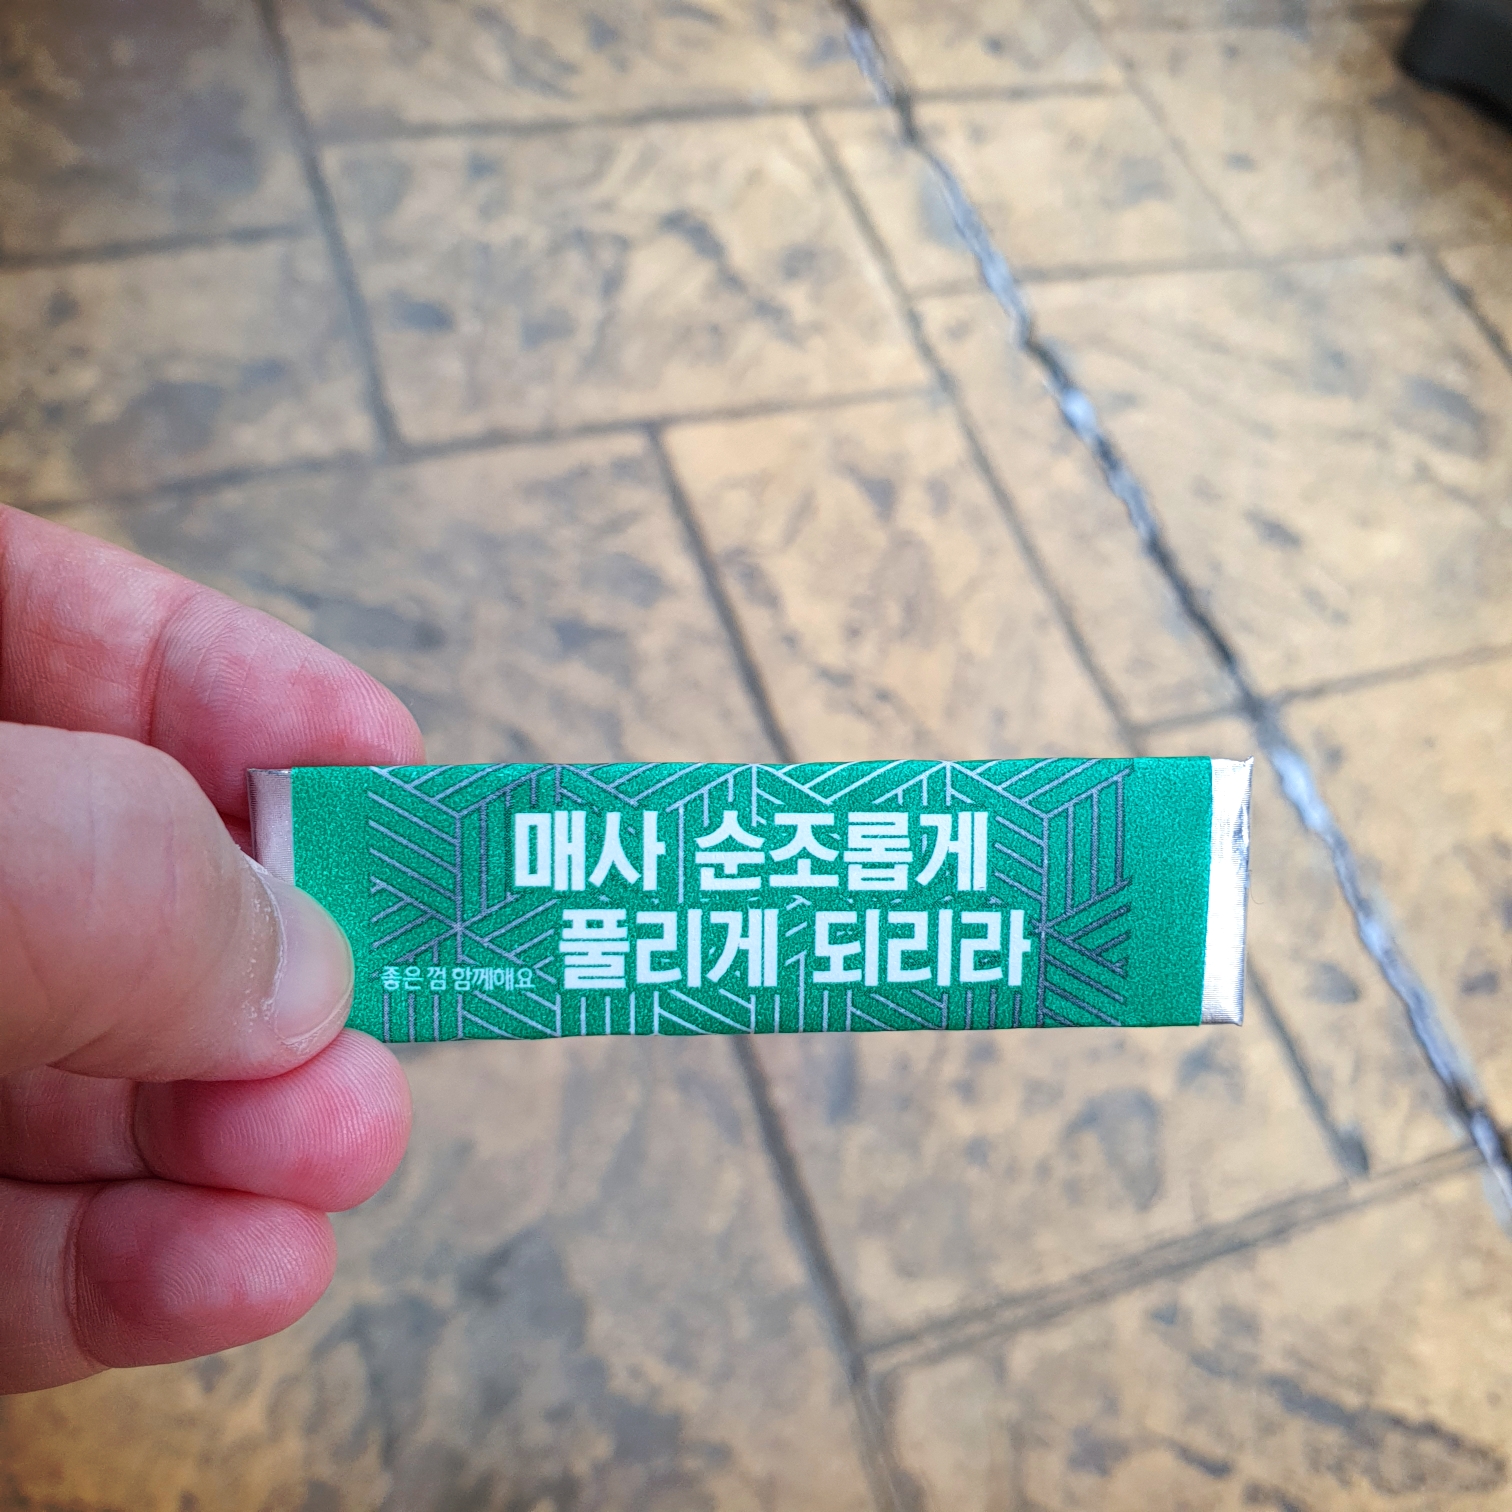 매사 순조롭게
풀리게 되리라
좋은 껌 함께해요